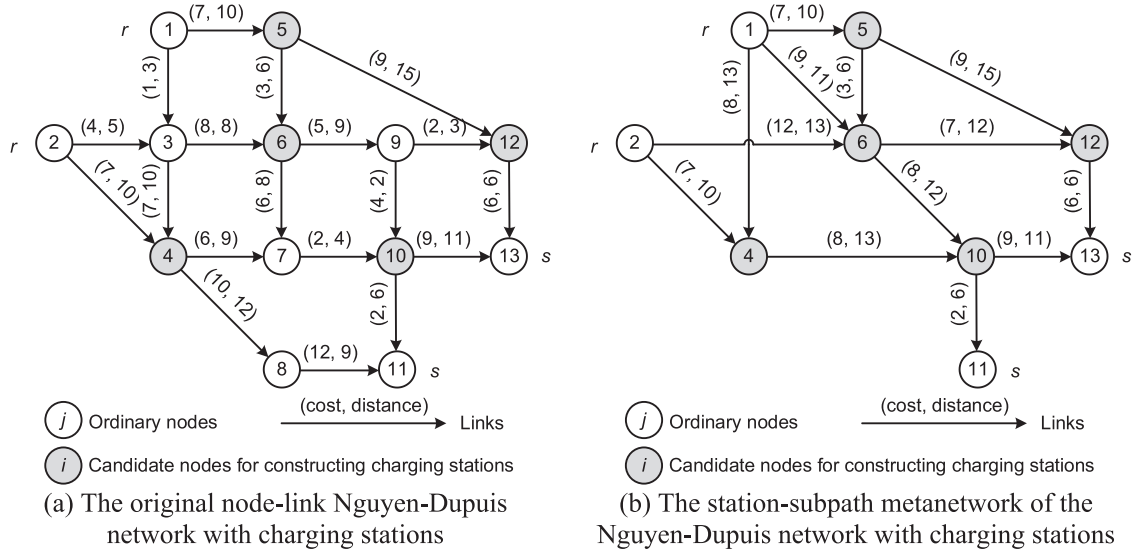 r 1 (7, 10) 5
(1, 3) (3, 6) (9, 15)
r 2 (4, 5) 3 (8, 8) 6 (5, 9) 9 (2, 3) 12
(7, 10) (7, 10) (6, 8) (4, 2) (6, 6)
4 (6, 9) 7 (2, 4) 10 (9, 11) 13 s
(10, 12) (2, 6)
8 (12, 9) 11 s
j Ordinary nodes (cost, distance) Links
i Candidate nodes for constructing charging stations
(a) The original node-link Nguyen-Dupuis
network with charging stations
r 1 (7, 10) 5
(8, 13) (9, 11) (3, 6) (9, 15)
r 2 (12, 13) 6 (7, 12) 12
(7, 10) (8, 12) (6, 6)
4 (8, 13) 10 (9, 11) 13 s
(2, 6)
11 s
j Ordinary nodes (cost, distance) Links
i Candidate nodes for constructing charging stations
(b) The station-subpath metanetwork of the
Nguyen-Dupuis network with charging stations